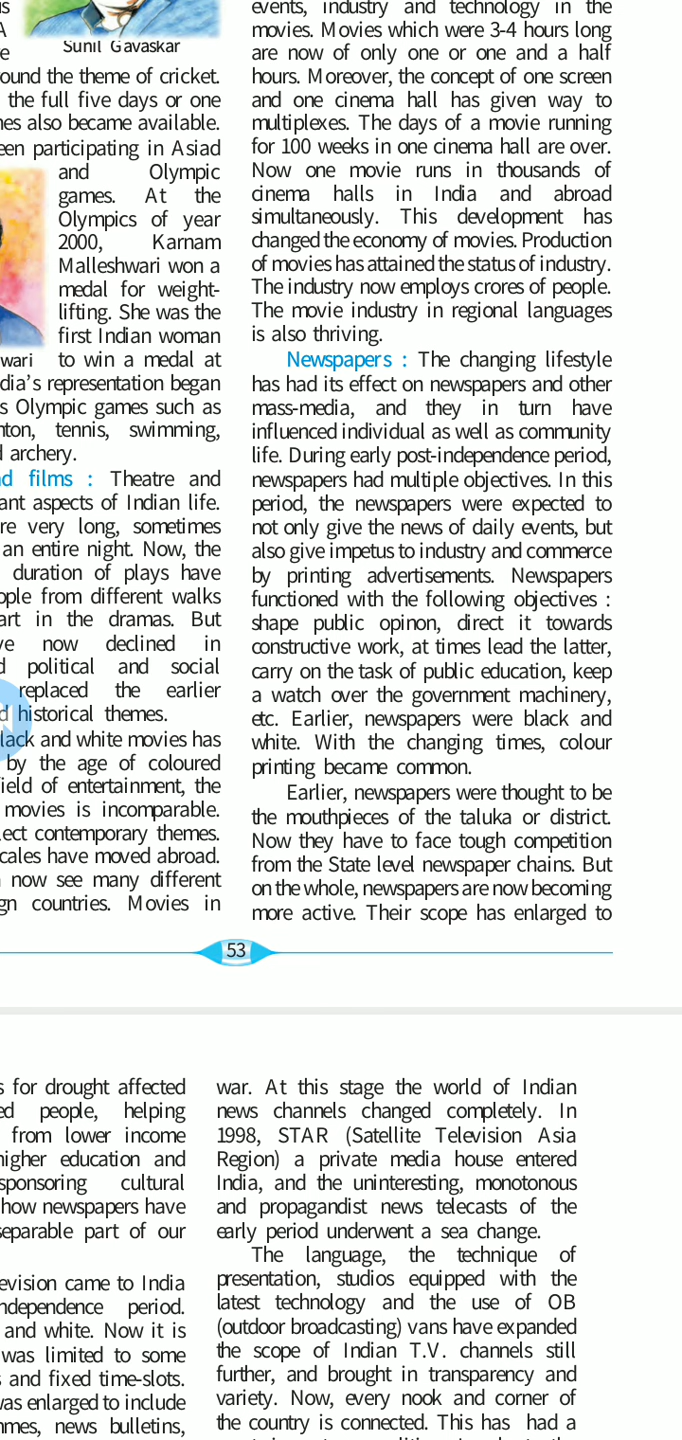 Sunil Gavaskar
ound the theme of cricket.
the full five days or one
nes also became available.
een participating in Asiad
and Olympic
games. At the
Olympics of year
2000, Karnam
Malleshwari won a
medal for weight-
lifting. She was the
first Indian woman
wari to win a medal at
dia's representation began
s Olympic games such as
nton, tennis, swimming,
d archery.
nd films : Theatre and
ant aspects of Indian life.
re very long, sometimes
an entire night. Now, the
duration of plays have
ople from different walks
art in the dramas. But
ve now declined in
d political and social
replaced the earlier
d historical themes.
lack and white movies has
by the age of coloured
field of entertainment, the
movies is incomparable.
lect contemporary themes.
cales have moved abroad.
n now see many different
gn countries. Movies in
events, industry and technology in the
movies. Movies which were 3-4 hours long
are now of only one or one and a half
hours. Moreover, the concept of one screen
and one cinema hall has given way to
multiplexes. The days of a movie running
for 100 weeks in one cinema hall are over.
Now one movie runs in thousands of
cinema halls in India and abroad
simultaneously. This development has
changed the economy of movies. Production
of movies has attained the status of industry.
The industry now employs crores of people.
The movie industry in regional languages
is also thriving.
Newspapers : The changing lifestyle
has had its effect on newspapers and other
mass-media, and they in turn have
influenced individual as well as community
life. During early post-independence period,
newspapers had multiple objectives. In this
period, the newspapers were expected to
not only give the news of daily events, but
also give impetus to industry and commerce
by printing advertisements. Newspapers
functioned with the following objectives :
shape public opinon, direct it towards
constructive work, at times lead the latter,
carry on the task of public education, keep
a watch over the government machinery,
etc. Earlier, newspapers were black and
white. With the changing times, colour
printing became common.
Earlier, newspapers were thought to be
the mouthpieces of the taluka or district.
Now they have to face tough competition
from the State level newspaper chains. But
on the whole, newspapers are now becoming
more active. Their scope has enlarged to
53
s for drought affected
ed people, helping
from lower income
higher education and
sponsoring cultural
how newspapers have
separable part of our
evision came to India
ndependence period.
and white. Now it is
was limited to some
s and fixed time-slots.
was enlarged to include
mmes, news bulletins,
war. At this stage the world of Indian
news channels changed completely. In
1998, STAR (Satellite Television Asia
Region) a private media house entered
India, and the uninteresting, monotonous
and propagandist news telecasts of the
early period underwent a sea change.
The language, the technique of
presentation, studios equipped with the
latest technology and the use of OB
(outdoor broadcasting) vans have expanded
the scope of Indian T.V. channels still
further, and brought in transparency and
variety. Now, every nook and corner of
the country is connected. This has had a